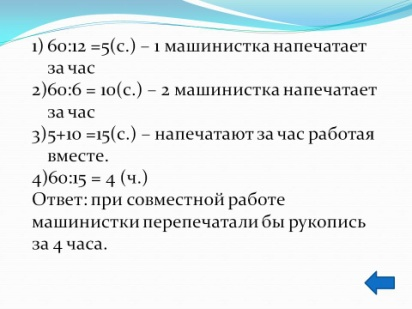 1) 60:12 =5(с.) – 1 машинистка напечатает
за час
2)60:6 = 10(с.) – 2 машинистка напечатает
за час
3)5+10 =15(с.) – напечатают за час работая
вместе.
4)60:15 = 4 (ч.)
Ответ: при совместной работе
машинистки перепечатали бы рукопись
за 4 часа.